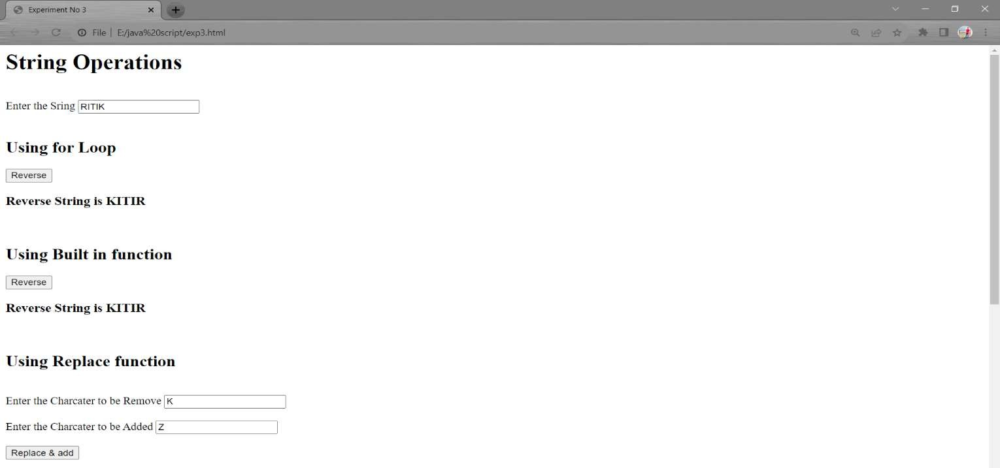 Experiment No 3
File | E:/java%20script/exp3.html
String Operations
Enter the Sring RITIK
Using for Loop
Reverse
Reverse String is KITIR
Using Built in function
Reverse
Reverse String is KITIR
Using Replace function
Enter the Charcater to be Remove K
Enter the Charcater to be Added Z
Replace & add